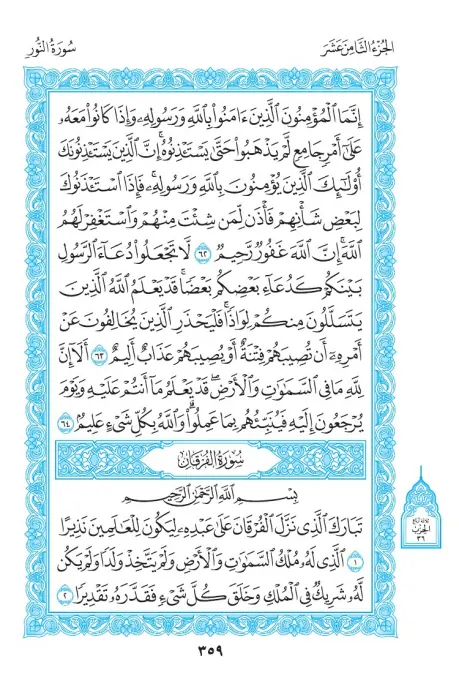 الجُزْءُ الثَّامِنَ عَشَرَ
سُورَةُ النُّورِ
إِنَّمَا ٱلْمُؤْمِنُونَ ٱلَّذِينَ ءَامَنُوا۟ بِٱللَّهِ وَرَسُولِهِۦ وَإِذَا كَانُوا۟ مَعَهُۥ
عَلَىٰٓ أَمْرٍ جَامِعٍ لَّمْ يَذْهَبُوا۟ حَتَّىٰ يَسْتَـْٔذِنُوهُ ۚ إِنَّ ٱلَّذِينَ يَسْتَـْٔذِنُونَكَ
أُو۟لَـٰٓئِكَ ٱلَّذِينَ يُؤْمِنُونَ بِٱللَّهِ وَرَسُولِهِۦ ۚ فَإِذَا ٱسْتَـْٔذَنُوكَ
لِبَعْضِ شَأْنِهِمْ فَأْذَن لِّمَن شِئْتَ مِنْهُمْ وَٱسْتَغْفِرْ لَهُمُ
ٱللَّهَ ۚ إِنَّ ٱللَّهَ غَفُورٌ رَّحِيمٌ ٦٢ لَّا تَجْعَلُوا۟ دُعَآءَ ٱلرَّسُولِ
بَيْنَكُمْ كَدُعَآءِ بَعْضِكُم بَعْضًا ۚ قَدْ يَعْلَمُ ٱللَّهُ ٱلَّذِينَ
يَتَسَلَّلُونَ مِنكُمْ لِوَاذًا ۚ فَلْيَحْذَرِ ٱلَّذِينَ يُخَالِفُونَ عَنْ
أَمْرِهِۦٓ أَن تُصِيبَهُمْ فِتْنَةٌ أَوْ يُصِيبَهُمْ عَذَابٌ أَلِيمٌ ٦٣ أَلَآ إِنَّ
لِلَّهِ مَا فِى ٱلسَّمَـٰوَٰتِ وَٱلْأَرْضِ ۖ قَدْ يَعْلَمُ مَآ أَنتُمْ عَلَيْهِ وَيَوْمَ
يُرْجَعُونَ إِلَيْهِ فَيُنَبِّئُهُم بِمَا عَمِلُوا۟ ۗ وَٱللَّهُ بِكُلِّ شَىْءٍ عَلِيمٌۢ ٦٤
سُورَةُ الفُرْقَانِ
بِسْمِ ٱللَّهِ ٱلرَّحْمَـٰنِ ٱلرَّحِيمِ
تَبَارَكَ ٱلَّذِى نَزَّلَ ٱلْفُرْقَانَ عَلَىٰ عَبْدِهِۦ لِيَكُونَ لِلْعَـٰلَمِينَ نَذِيرًا
١ ٱلَّذِى لَهُۥ مُلْكُ ٱلسَّمَـٰوَٰتِ وَٱلْأَرْضِ وَلَمْ يَتَّخِذْ وَلَدًا وَلَمْ يَكُن
لَّهُۥ شَرِيكٌ فِى ٱلْمُلْكِ وَخَلَقَ كُلَّ شَىْءٍ فَقَدَّرَهُۥ تَقْدِيرًا ٢
ثلاثة أرباع
الحزب
٣٦
٣٥٩